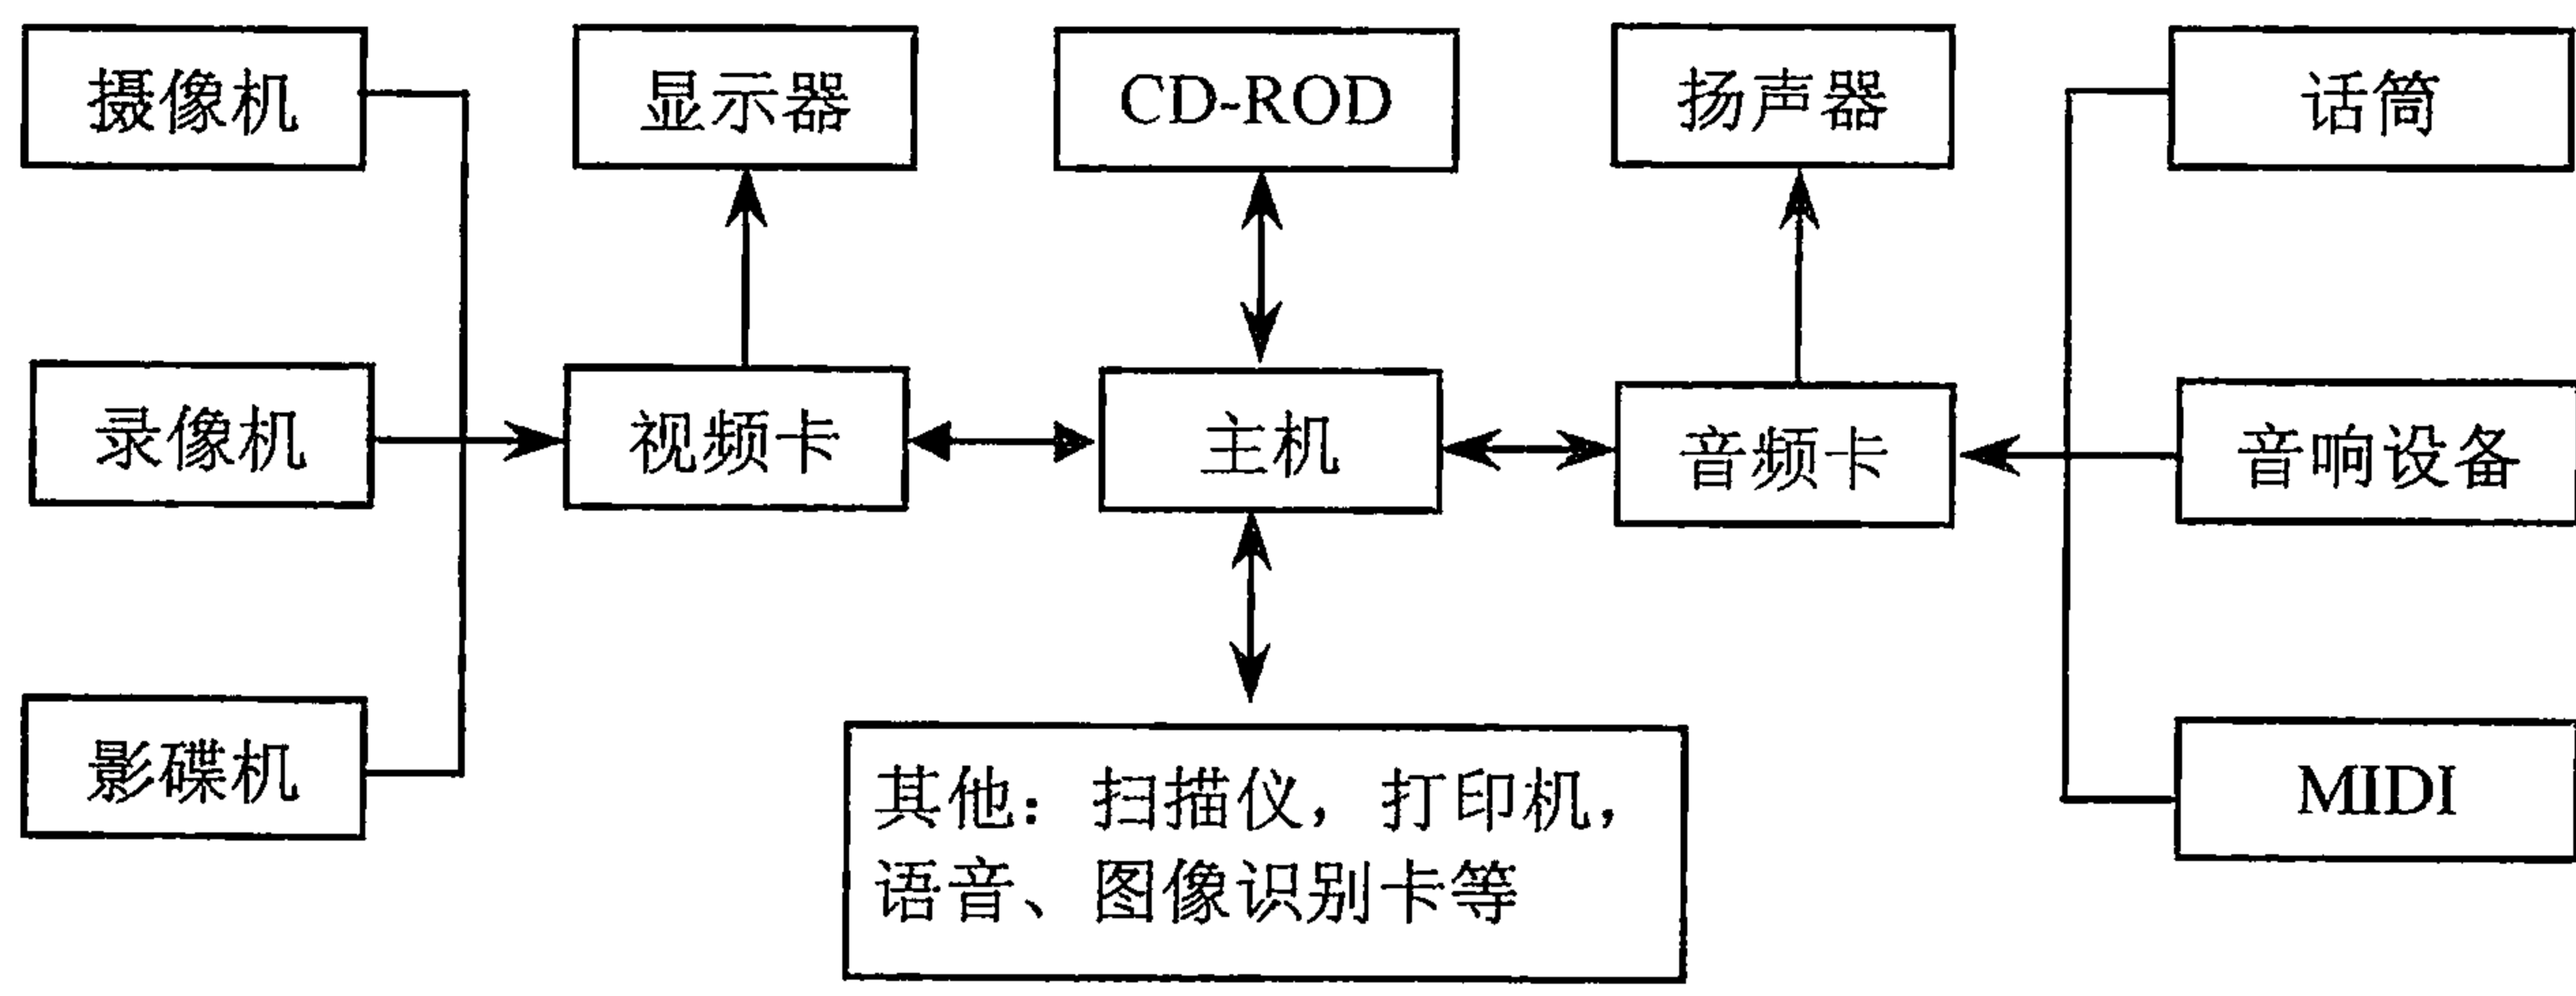 摄像机
显示器
CD-ROD
扬声器
话筒
录像机
视频卡
主机
音频卡
音响设备
影碟机
其他：扫描仪，打印机，
语音、图像识别卡等
MIDI